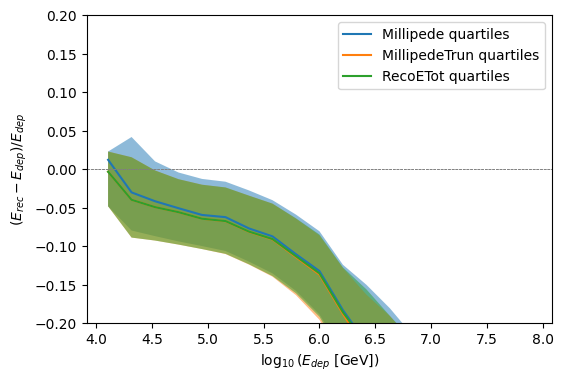 0.20
0.15
0.10
0.05
0.00
−0.05
−0.10
−0.15
−0.20
(E_rec − E_dep)/E_dep
Millipede quartiles
MillipedeTrun quartiles
RecoETot quartiles
4.0 4.5 5.0 5.5 6.0 6.5 7.0 7.5 8.0
log10 (E_dep [GeV])